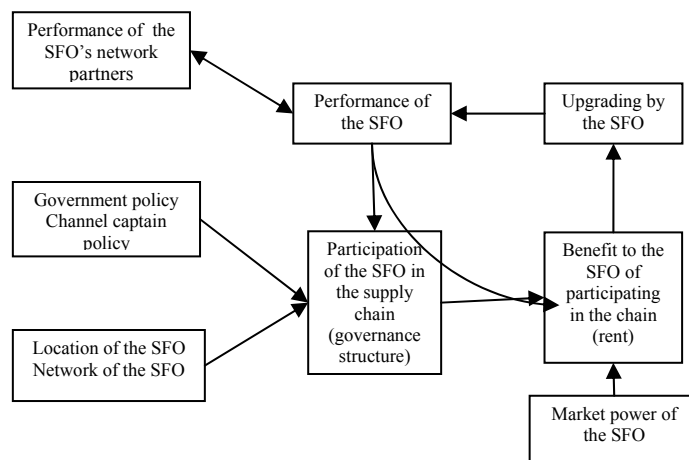 Performance of the
SFO's network
partners
Performance of
the SFO
Upgrading by
the SFO
Government policy
Channel captain
policy
Participation
of the SFO in
the supply
chain
(governance
structure)
Benefit to the
SFO of
participating
in the chain
(rent)
Location of the SFO
Network of the SFO
Market power of
the SFO